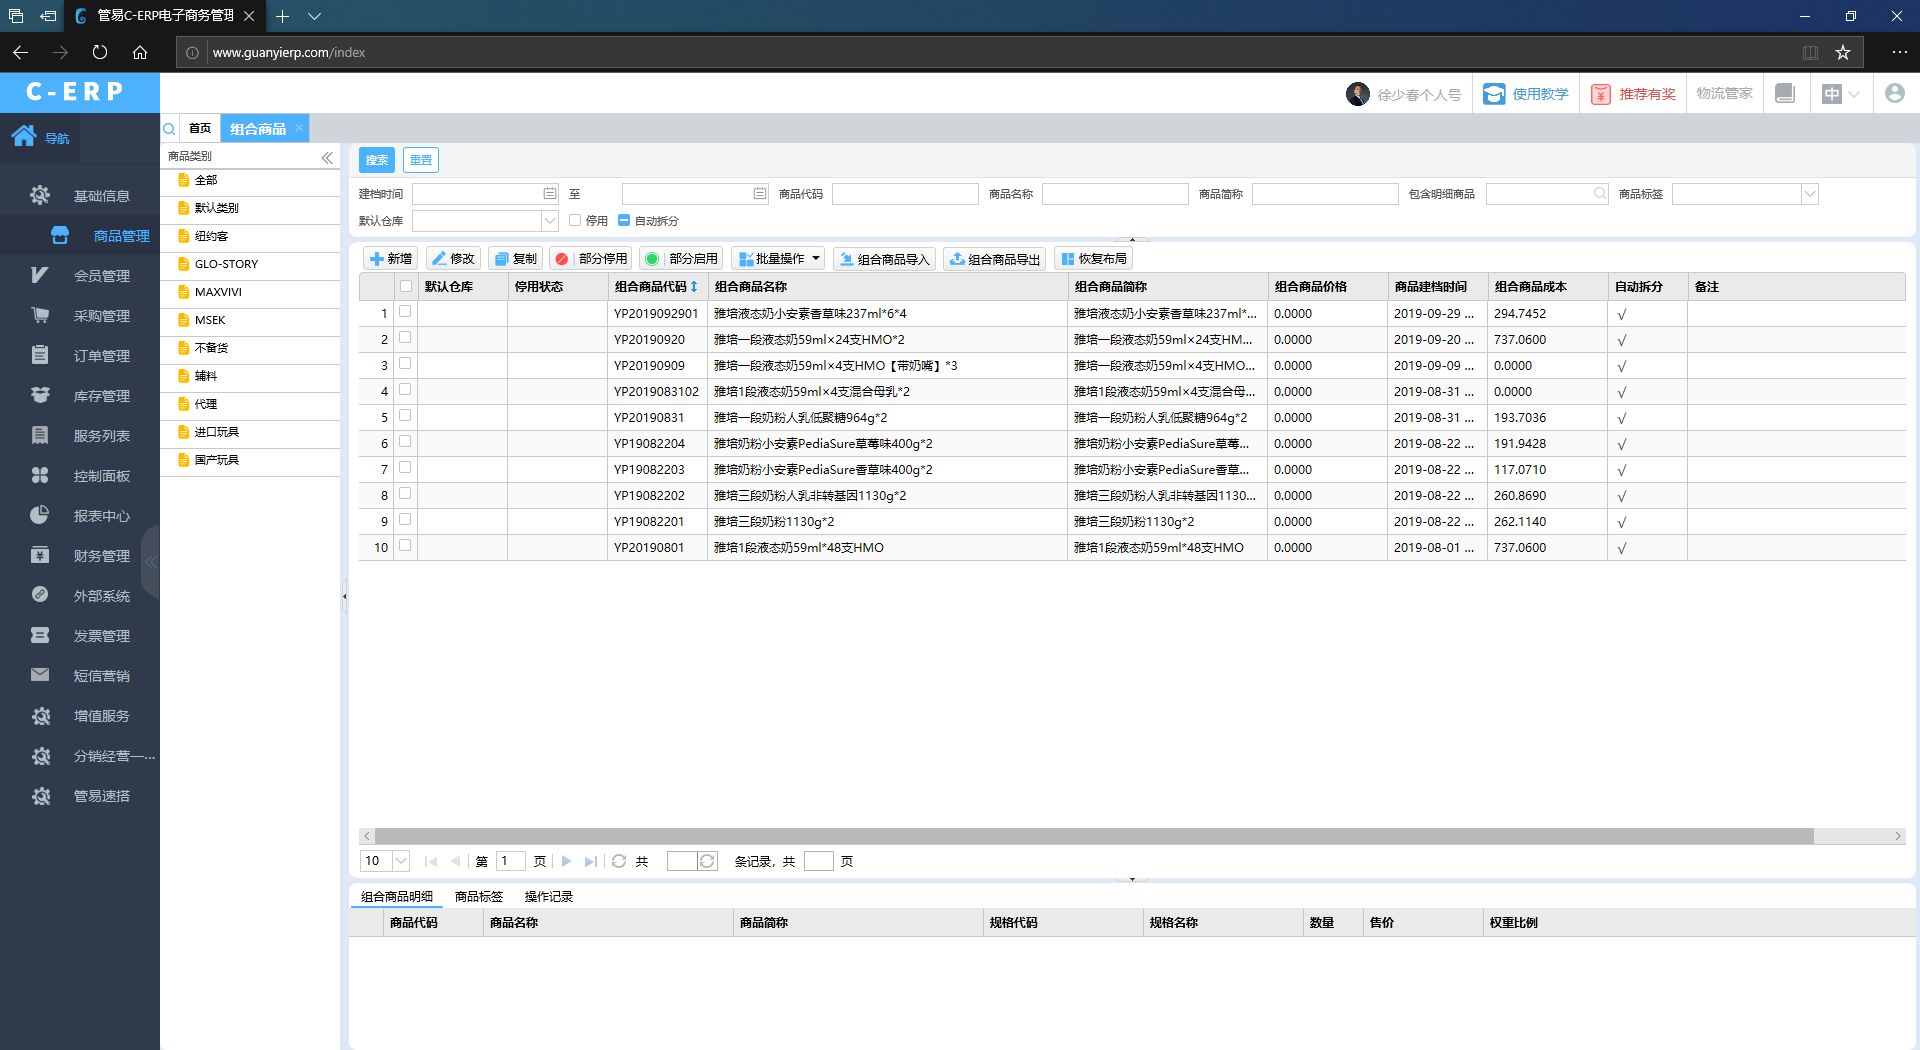 管易C-ERP电子商务管理
www.guanyierp.com/index
C-ERP
徐少春个人号
使用教学
推荐有奖
物流管家
中
导航
首页
组合商品
基础信息
商品管理
会员管理
采购管理
订单管理
库存管理
服务列表
控制面板
报表中心
财务管理
外部系统
发票管理
短信营销
增值服务
分销经营一...
管易速搭
商品类别
全部
默认类别
纽约客
GLO-STORY
MAXVIVI
MSEK
不备货
辅料
代理
进口玩具
国产玩具
搜索 重置
建档时间 至 商品代码 商品名称 商品简称 包含明细商品 商品标签
默认仓库 停用 自动拆分
新增 修改 复制 部分停用 部分启用 批量操作 组合商品导入 组合商品导出 恢复布局
默认仓库 停用状态 组合商品代码 组合商品名称 组合商品简称 组合商品价格 商品建档时间 组合商品成本 自动拆分 备注
1 YP2019092901 雅培液态奶小安素香草味237ml*6*4 雅培液态奶小安素香草味237ml*... 0.0000 2019-09-29 ... 294.7452 √
2 YP20190920 雅培一段液态奶59ml×24支HMO*2 雅培一段液态奶59ml×24支HM... 0.0000 2019-09-20 ... 737.0600 √
3 YP20190909 雅培一段液态奶59ml×4支HMO【带奶嘴】*3 雅培一段液态奶59ml×4支HMO... 0.0000 2019-09-09 ... 0.0000 √
4 YP2019083102 雅培1段液态奶59ml×4支混合母乳*2 雅培1段液态奶59ml×4支混合母... 0.0000 2019-08-31 ... 0.0000 √
5 YP20190831 雅培一段奶粉人乳低聚糖964g*2 雅培一段奶粉人乳低聚糖964g*2 0.0000 2019-08-31 ... 193.7036 √
6 YP19082204 雅培奶粉小安素PediaSure草莓味400g*2 雅培奶粉小安素PediaSure草莓... 0.0000 2019-08-22 ... 191.9428 √
7 YP19082203 雅培奶粉小安素PediaSure香草味400g*2 雅培奶粉小安素PediaSure香草... 0.0000 2019-08-22 ... 117.0710 √
8 YP19082202 雅培三段奶粉人乳非转基因1130g*2 雅培三段奶粉人乳非转基因1130... 0.0000 2019-08-22 ... 260.8690 √
9 YP19082201 雅培三段奶粉1130g*2 雅培三段奶粉1130g*2 0.0000 2019-08-22 ... 262.1140 √
10 YP20190801 雅培1段液态奶59ml*48支HMO 雅培1段液态奶59ml*48支HMO 0.0000 2019-08-01 ... 737.0600 √
10 第 1 页 共 条记录，共 页
组合商品明细 商品标签 操作记录
商品代码 商品名称 商品简称 规格代码 规格名称 数量 售价 权重比例